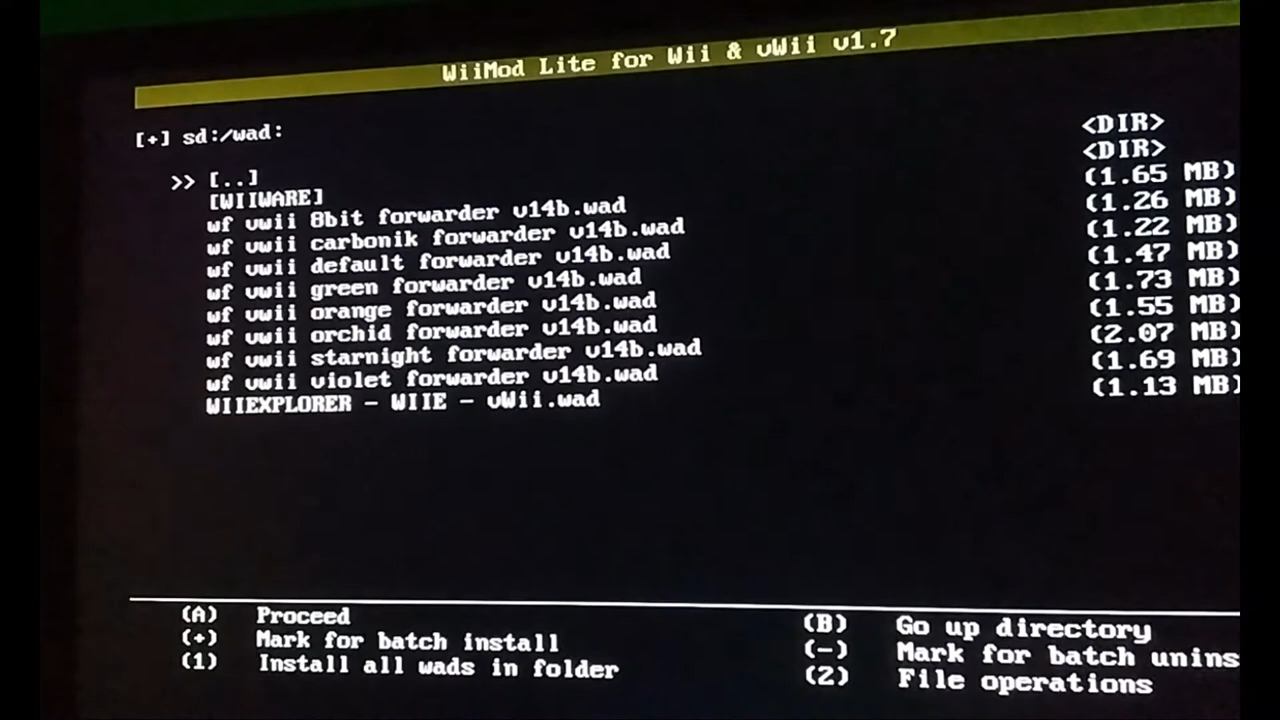 WiiMod Lite for Wii & vWii v1.7
[+] sd:/wad:
>> [..] <DIR>
[WIIWARE] <DIR>
wf vwii 8bit forwarder v14b.wad (1.65 MB)
wf vwii carbonik forwarder v14b.wad (1.26 MB)
wf vwii default forwarder v14b.wad (1.22 MB)
wf vwii green forwarder v14b.wad (1.47 MB)
wf vwii orange forwarder v14b.wad (1.73 MB)
wf vwii orchid forwarder v14b.wad (1.55 MB)
wf vwii starnight forwarder v14b.wad (2.07 MB)
wf vwii violet forwarder v14b.wad (1.69 MB)
WIIEXPLORER - WIIE - vWii.wad (1.13 MB)
(A) Proceed (B) Go up directory
(+) Mark for batch install (-) Mark for batch unins
(1) Install all wads in folder (2) File operations